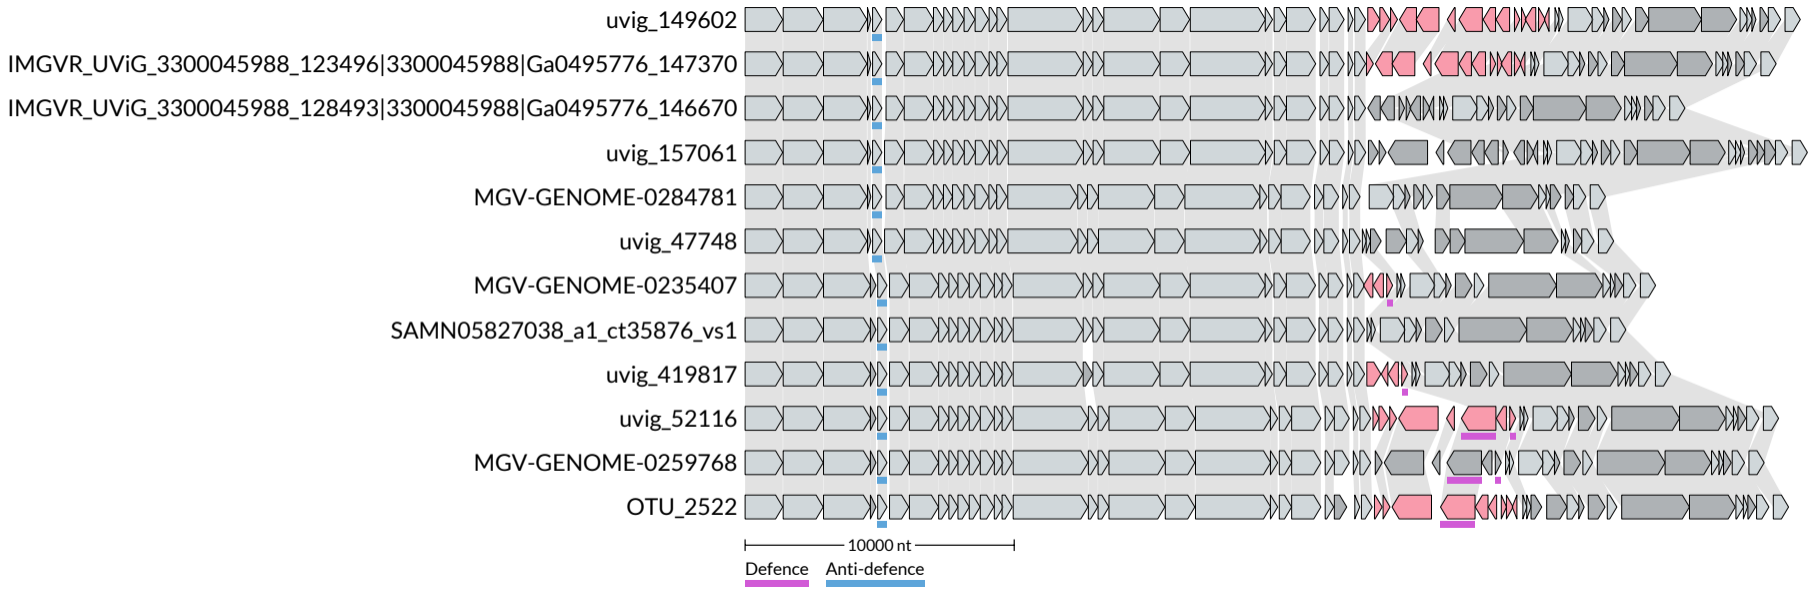 uvig_149602
IMGVR_UViG_3300045988_123496|3300045988|Ga0495776_147370
IMGVR_UViG_3300045988_128493|3300045988|Ga0495776_146670
uvig_157061
MGV-GENOME-0284781
uvig_47748
MGV-GENOME-0235407
SAMN05827038_a1_ct35876_vs1
uvig_419817
uvig_52116
MGV-GENOME-0259768
OTU_2522
10000 nt
Defence Anti-defence